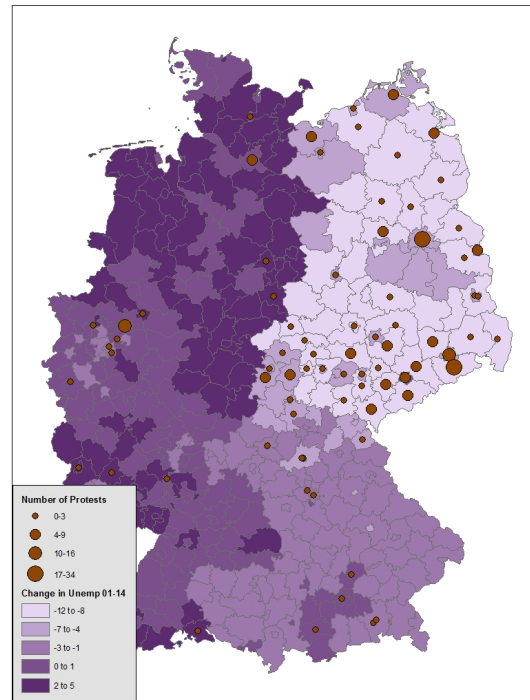 Number of Protests
0-3
4-9
10-16
17-34
Change in Unemp 01-14
-12 to -8
-7 to -4
-3 to -1
0 to 1
2 to 5